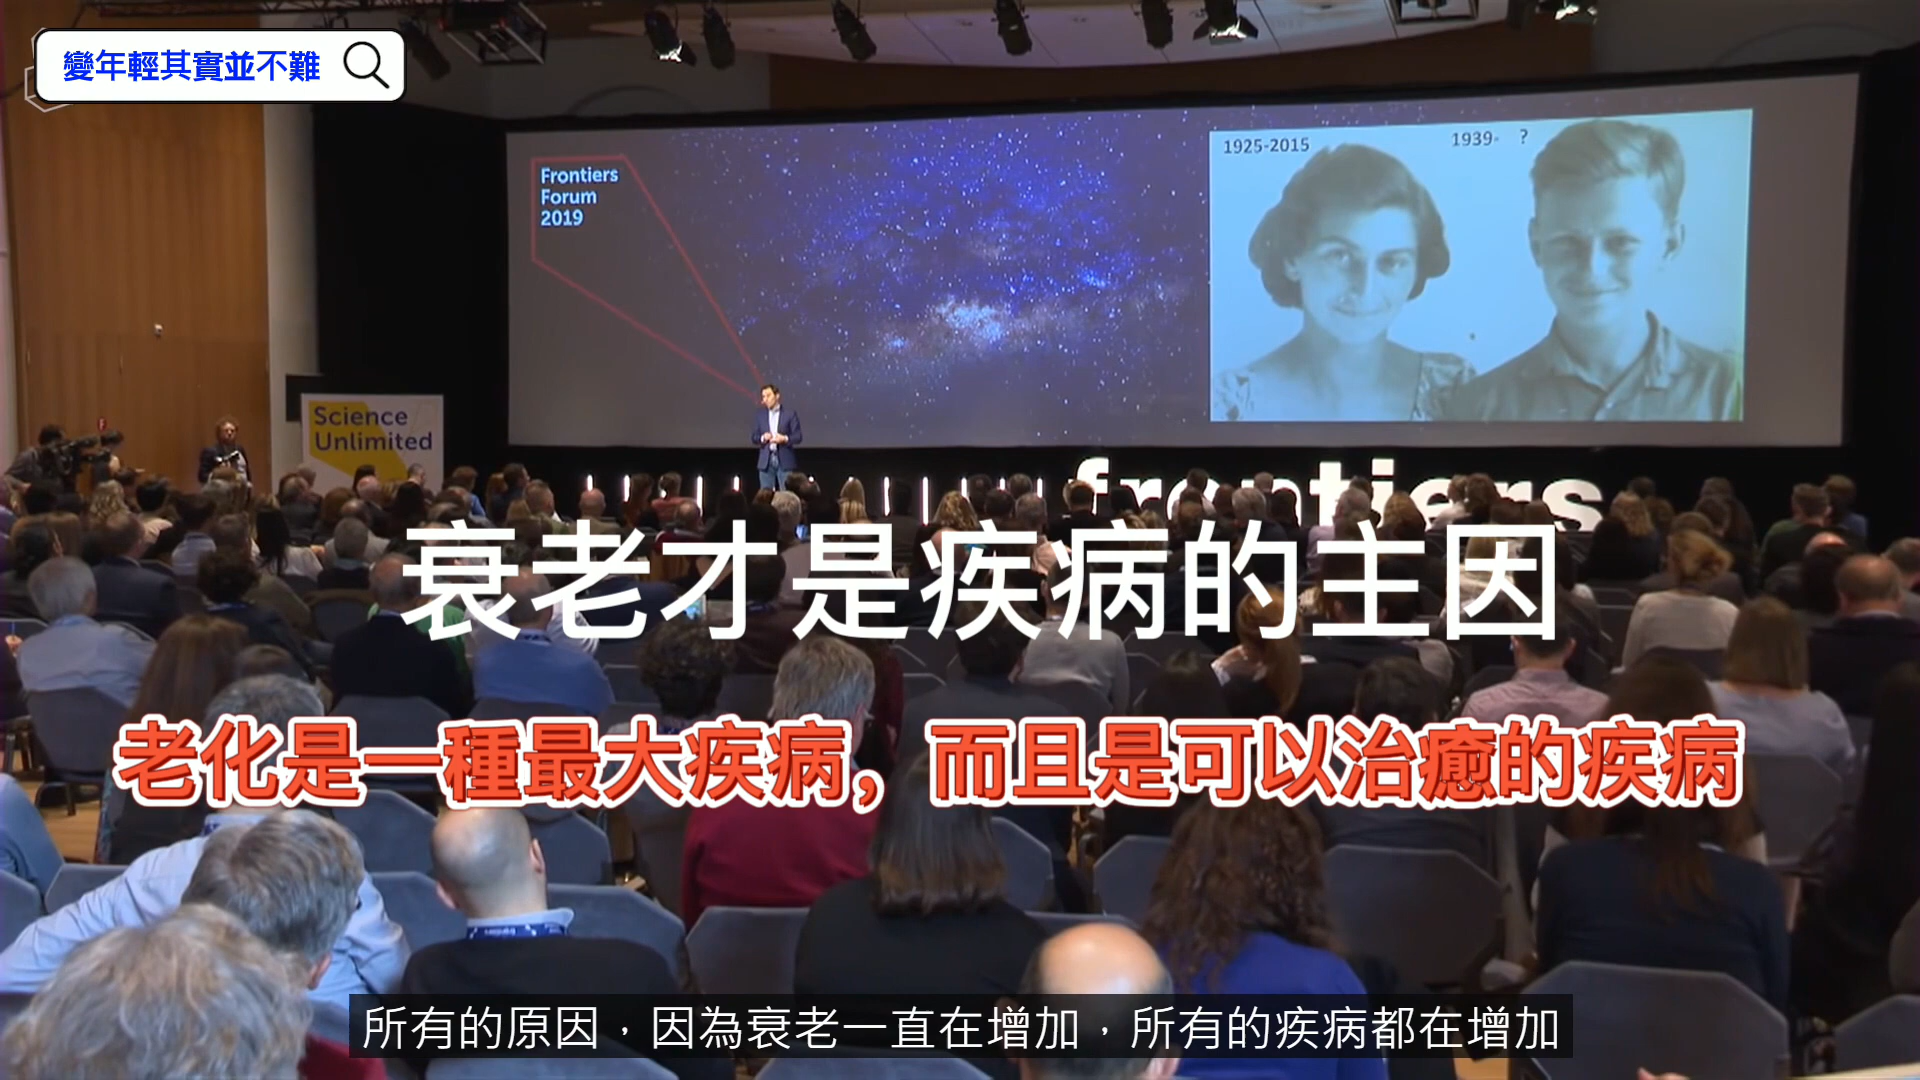 變年輕其實並不難
1925-2015
1939- ?
Frontiers
Forum
2019
Science
Unlimited
frontiers
衰老才是疾病的主因
老化是一種最大疾病，而且是可以治癒的疾病
所有的原因，因為衰老一直在增加，所有的疾病都在增加